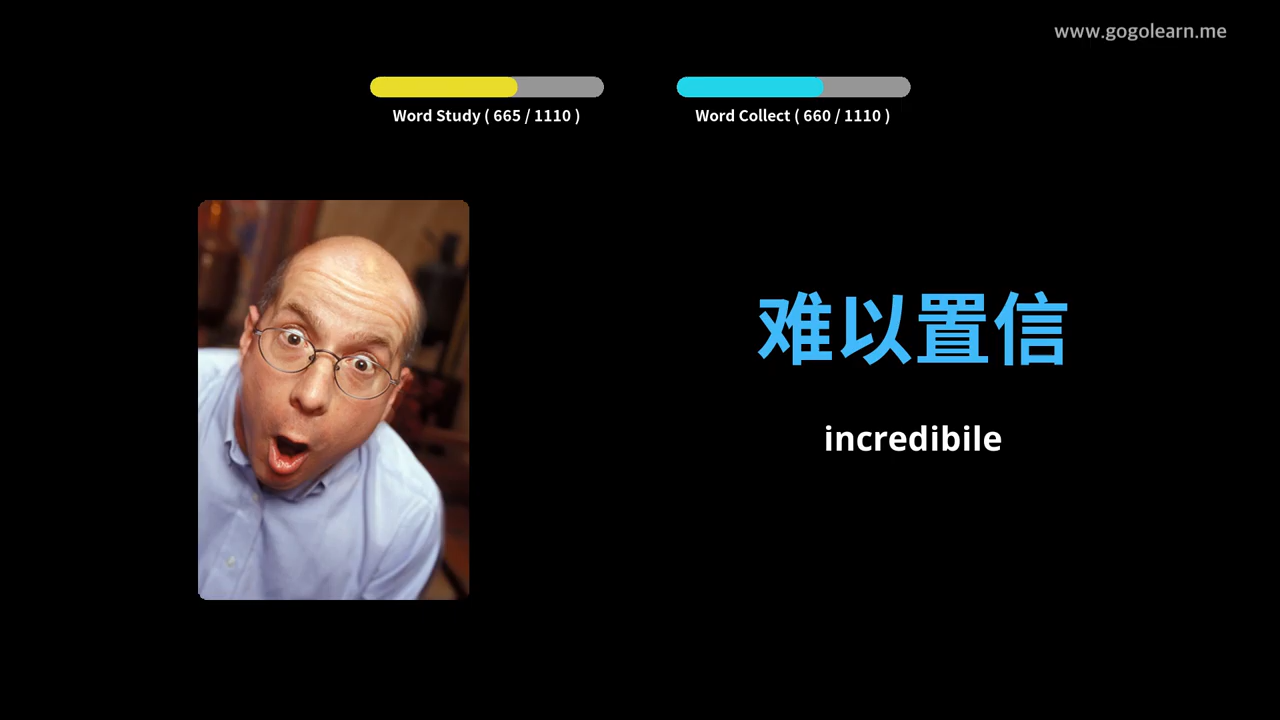 www.gogolearn.me
Word Study ( 665 / 1110 )
Word Collect ( 660 / 1110 )
难以置信
incredibile